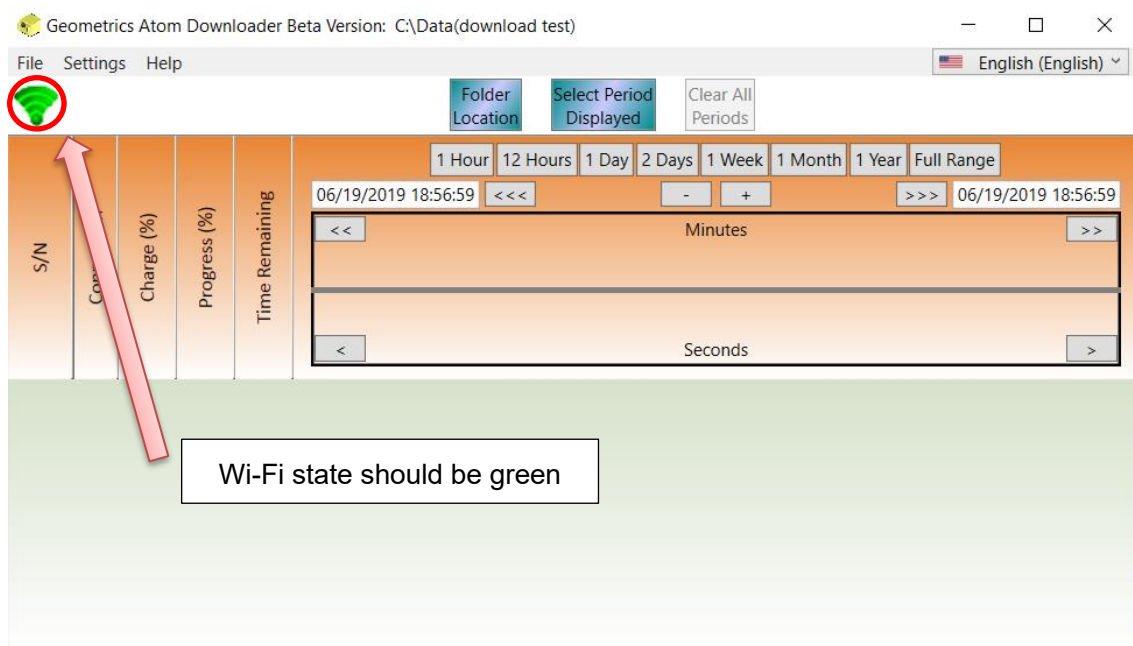 Geometrics Atom Downloader Beta Version: C:\Data(download test)
File Settings Help
English (English)
Folder
Location
Select Period
Displayed
Clear All
Periods
S/N
Charge (%)
Progress (%)
Time Remaining
1 Hour 12 Hours 1 Day 2 Days 1 Week 1 Month 1 Year Full Range
06/19/2019 18:56:59 <<< - + >>> 06/19/2019 18:56:59
<< Minutes >>
< Seconds >
Wi-Fi state should be green